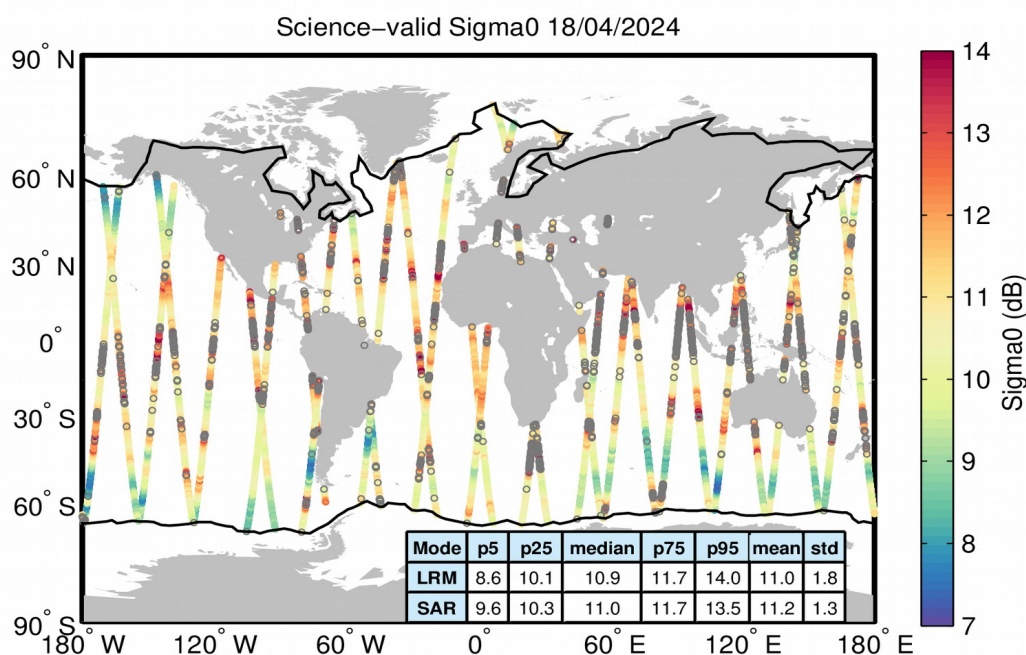 Science-valid Sigma0 18/04/2024
90° N
60° N
30° N
0°
30° S
60° S
90° S
180° W
120° W
60° W
0°
60° E
120° E
180° E
14
13
12
11
10
9
8
7
Sigma0 (dB)
Mode p5 p25 median p75 p95 mean std
LRM 8.6 10.1 10.9 11.7 14.0 11.0 1.8
SAR 9.6 10.3 11.0 11.7 13.5 11.2 1.3